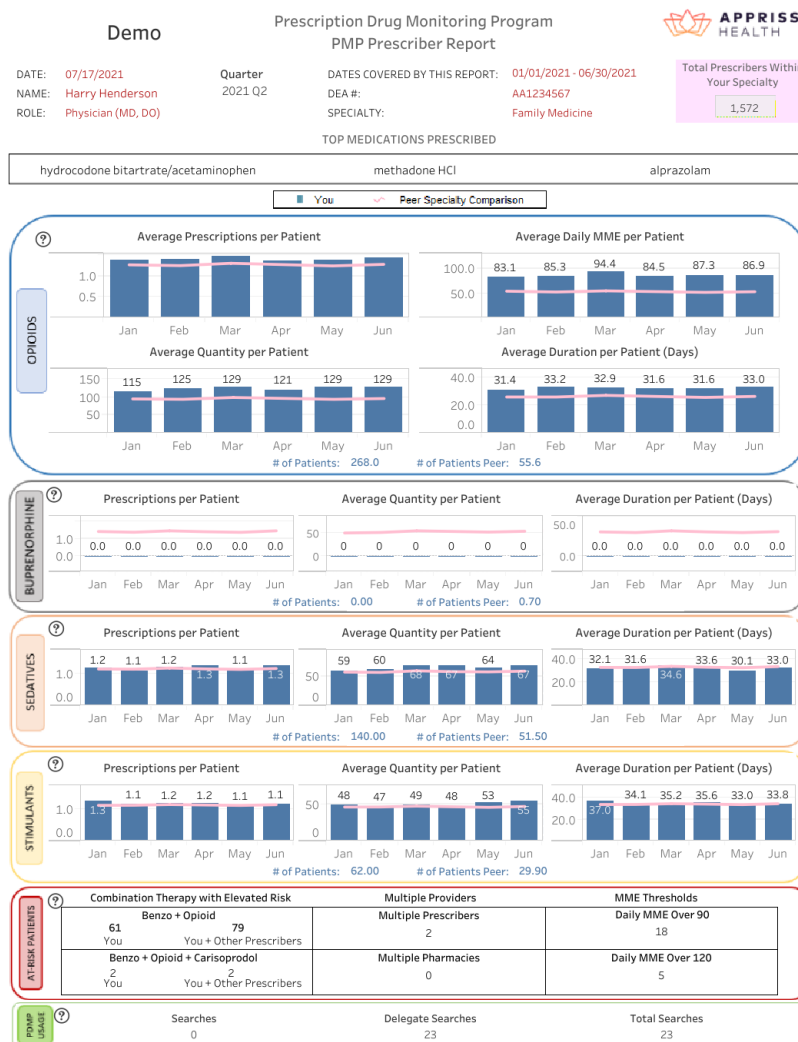 Demo
Prescription Drug Monitoring Program
PMP Prescriber Report
APPRISS
HEALTH
DATE: 07/17/2021
NAME: Harry Henderson
ROLE: Physician (MD, DO)
Quarter
2021 Q2
DATES COVERED BY THIS REPORT: 01/01/2021 - 06/30/2021
DEA #: AA1234567
SPECIALTY: Family Medicine
Total Prescribers Within
Your Specialty
1,572
TOP MEDICATIONS PRESCRIBED
hydrocodone bitartrate/acetaminophen methadone HCl alprazolam
You Peer Specialty Comparison
OPIOIDS
?
Average Prescriptions per Patient
1.0
0.5
Jan Feb Mar Apr May Jun
Average Daily MME per Patient
100.0
50.0
83.1 85.3 94.4 84.5 87.3 86.9
Jan Feb Mar Apr May Jun
Average Quantity per Patient
150
100
50
115 125 129 121 129 129
Jan Feb Mar Apr May Jun
Average Duration per Patient (Days)
40.0
20.0
0.0
31.4 33.2 32.9 31.6 31.6 33.0
Jan Feb Mar Apr May Jun
# of Patients: 268.0 # of Patients Peer: 55.6
BUPRENORPHINE
?
Prescriptions per Patient
1.0
0.0
0.0 0.0 0.0 0.0 0.0 0.0
Jan Feb Mar Apr May Jun
Average Quantity per Patient
50
0
0 0 0 0 0 0
Jan Feb Mar Apr May Jun
Average Duration per Patient (Days)
50.0
0.0
0.0 0.0 0.0 0.0 0.0 0.0
Jan Feb Mar Apr May Jun
# of Patients: 0.00 # of Patients Peer: 0.70
SEDATIVES
?
Prescriptions per Patient
1.0
0.0
1.2 1.1 1.2 1.3 1.1 1.3
Jan Feb Mar Apr May Jun
Average Quantity per Patient
50
0
59 60 68 67 64 67
Jan Feb Mar Apr May Jun
Average Duration per Patient (Days)
40.0
20.0
32.1 31.6 34.6 33.6 30.1 33.0
Jan Feb Mar Apr May Jun
# of Patients: 140.00 # of Patients Peer: 51.50
STIMULANTS
?
Prescriptions per Patient
1.0
0.0
1.3 1.1 1.2 1.2 1.1 1.1
Jan Feb Mar Apr May Jun
Average Quantity per Patient
50
0
48 47 49 48 53 55
Jan Feb Mar Apr May Jun
Average Duration per Patient (Days)
40.0
20.0
37.0 34.1 35.2 35.6 33.0 33.8
Jan Feb Mar Apr May Jun
# of Patients: 62.00 # of Patients Peer: 29.90
AT-RISK PATIENTS
?
Combination Therapy with Elevated Risk Multiple Providers MME Thresholds
Benzo + Opioid
61 79
You You + Other Prescribers
Multiple Prescribers
2
Daily MME Over 90
18
Benzo + Opioid + Carisoprodol
2 2
You You + Other Prescribers
Multiple Pharmacies
0
Daily MME Over 120
5
PDMP
USAGE
?
Searches Delegate Searches Total Searches
0 23 23